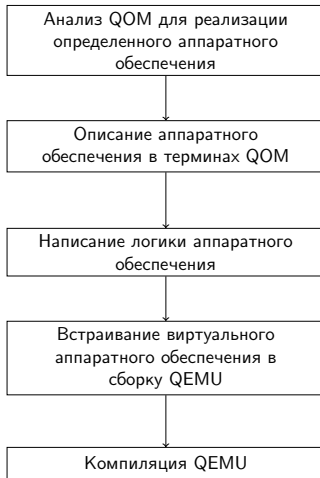 Анализ QOM для реализации
определенного аппаратного
обеспечения
Описание аппаратного
обеспечения в терминах QOM
Написание логики аппаратного
обеспечения
Встраивание виртуального
аппаратного обеспечения в
сборку QEMU
Компиляция QEMU